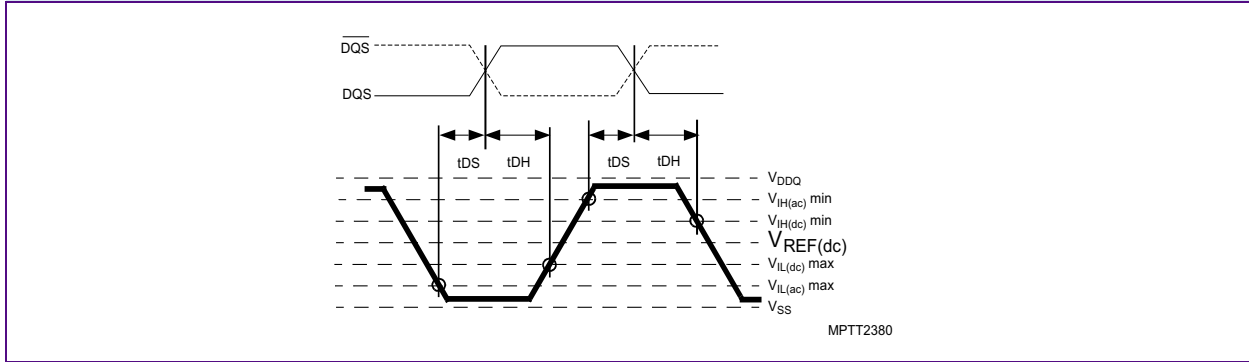 DQS
DQS
tDS tDH tDS tDH
VDDQ
VIH(ac) min
VIH(dc) min
VREF(dc)
VIL(dc) max
VIL(ac) max
VSS
MPTT2380